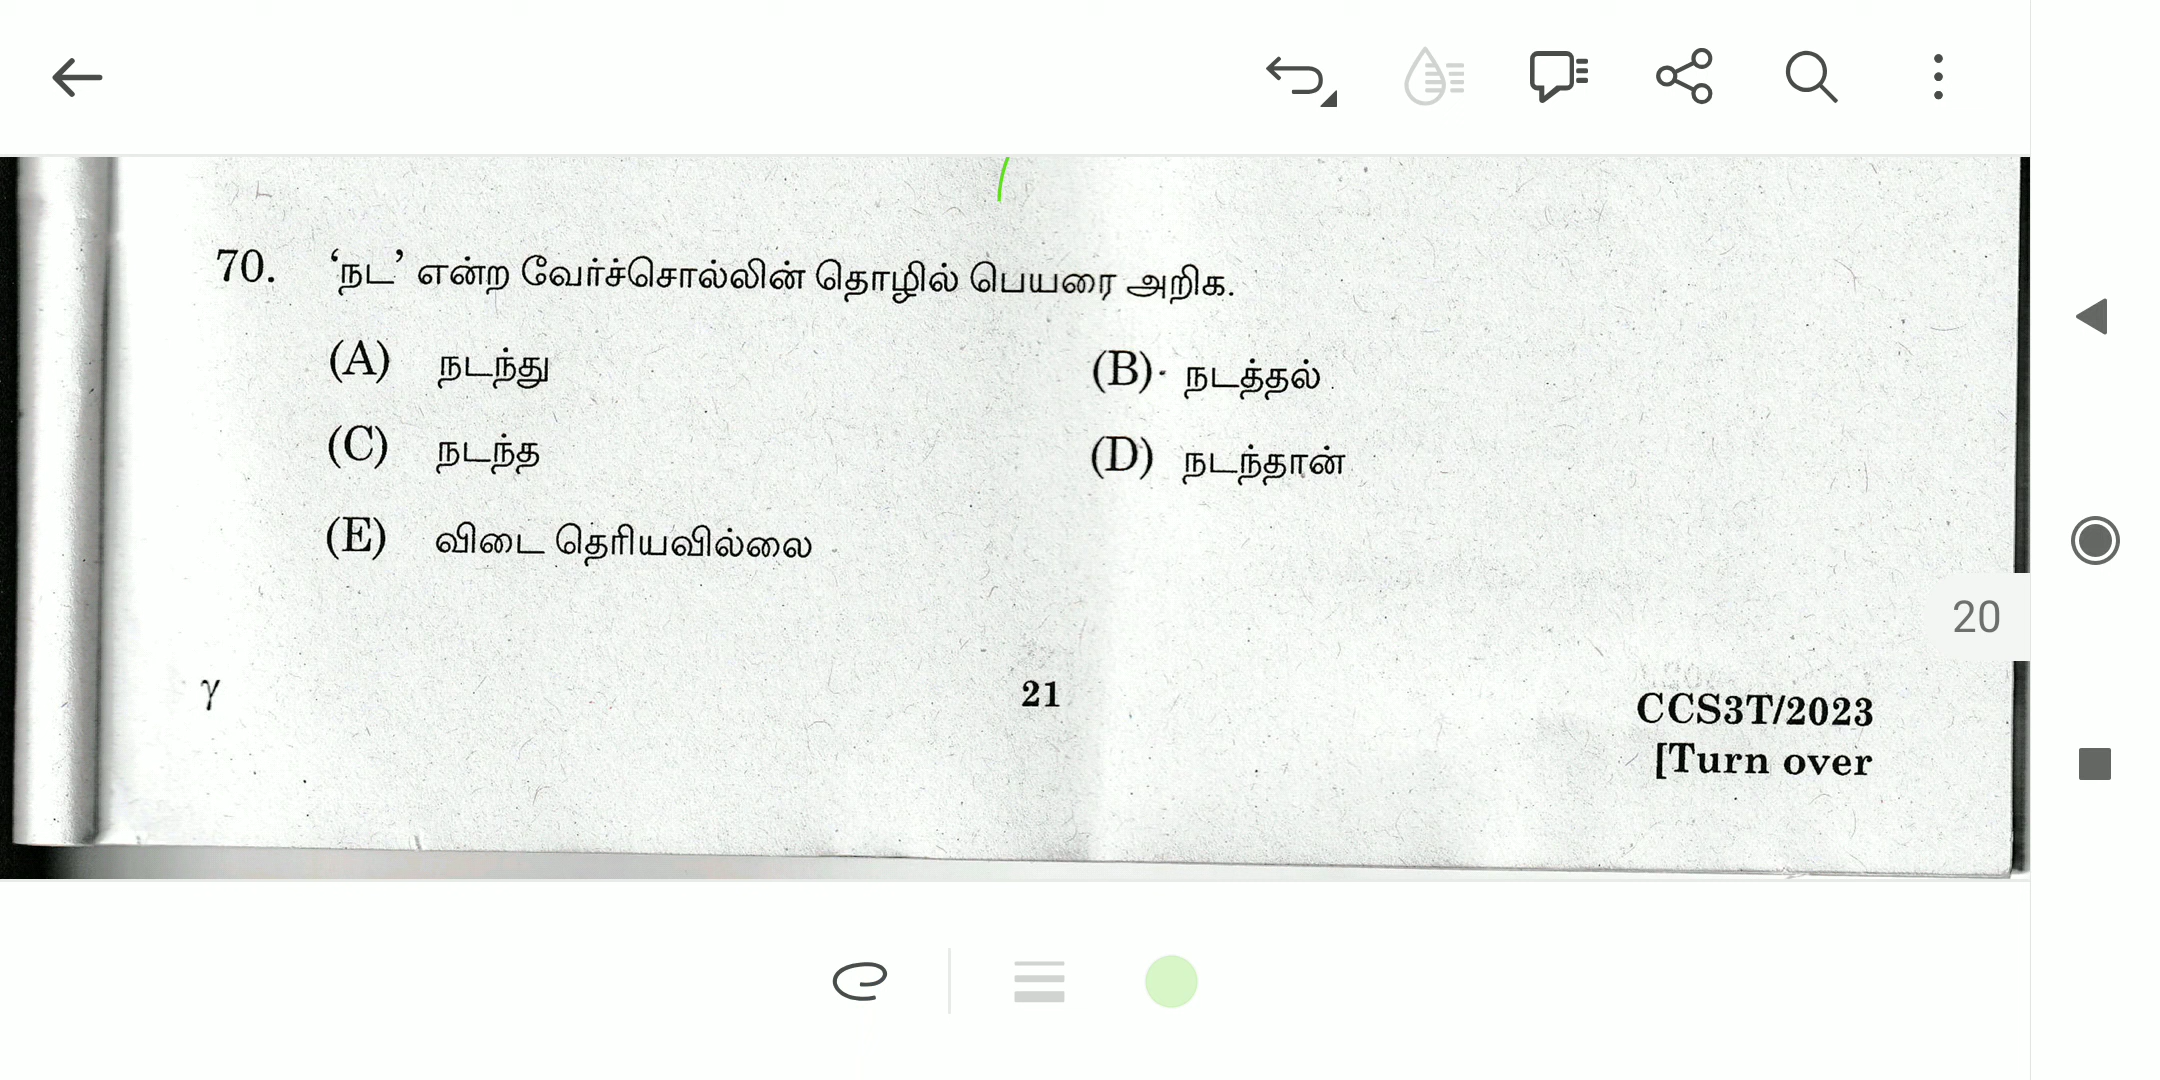 70. ‘நட’ என்ற வேர்ச்சொல்லின் தொழில் பெயரை அறிக.
(A) நடந்து (B) நடத்தல்
(C) நடந்த (D) நடந்தான்
(E) விடை தெரியவில்லை
20
γ 21 CCS3T/2023
[Turn over